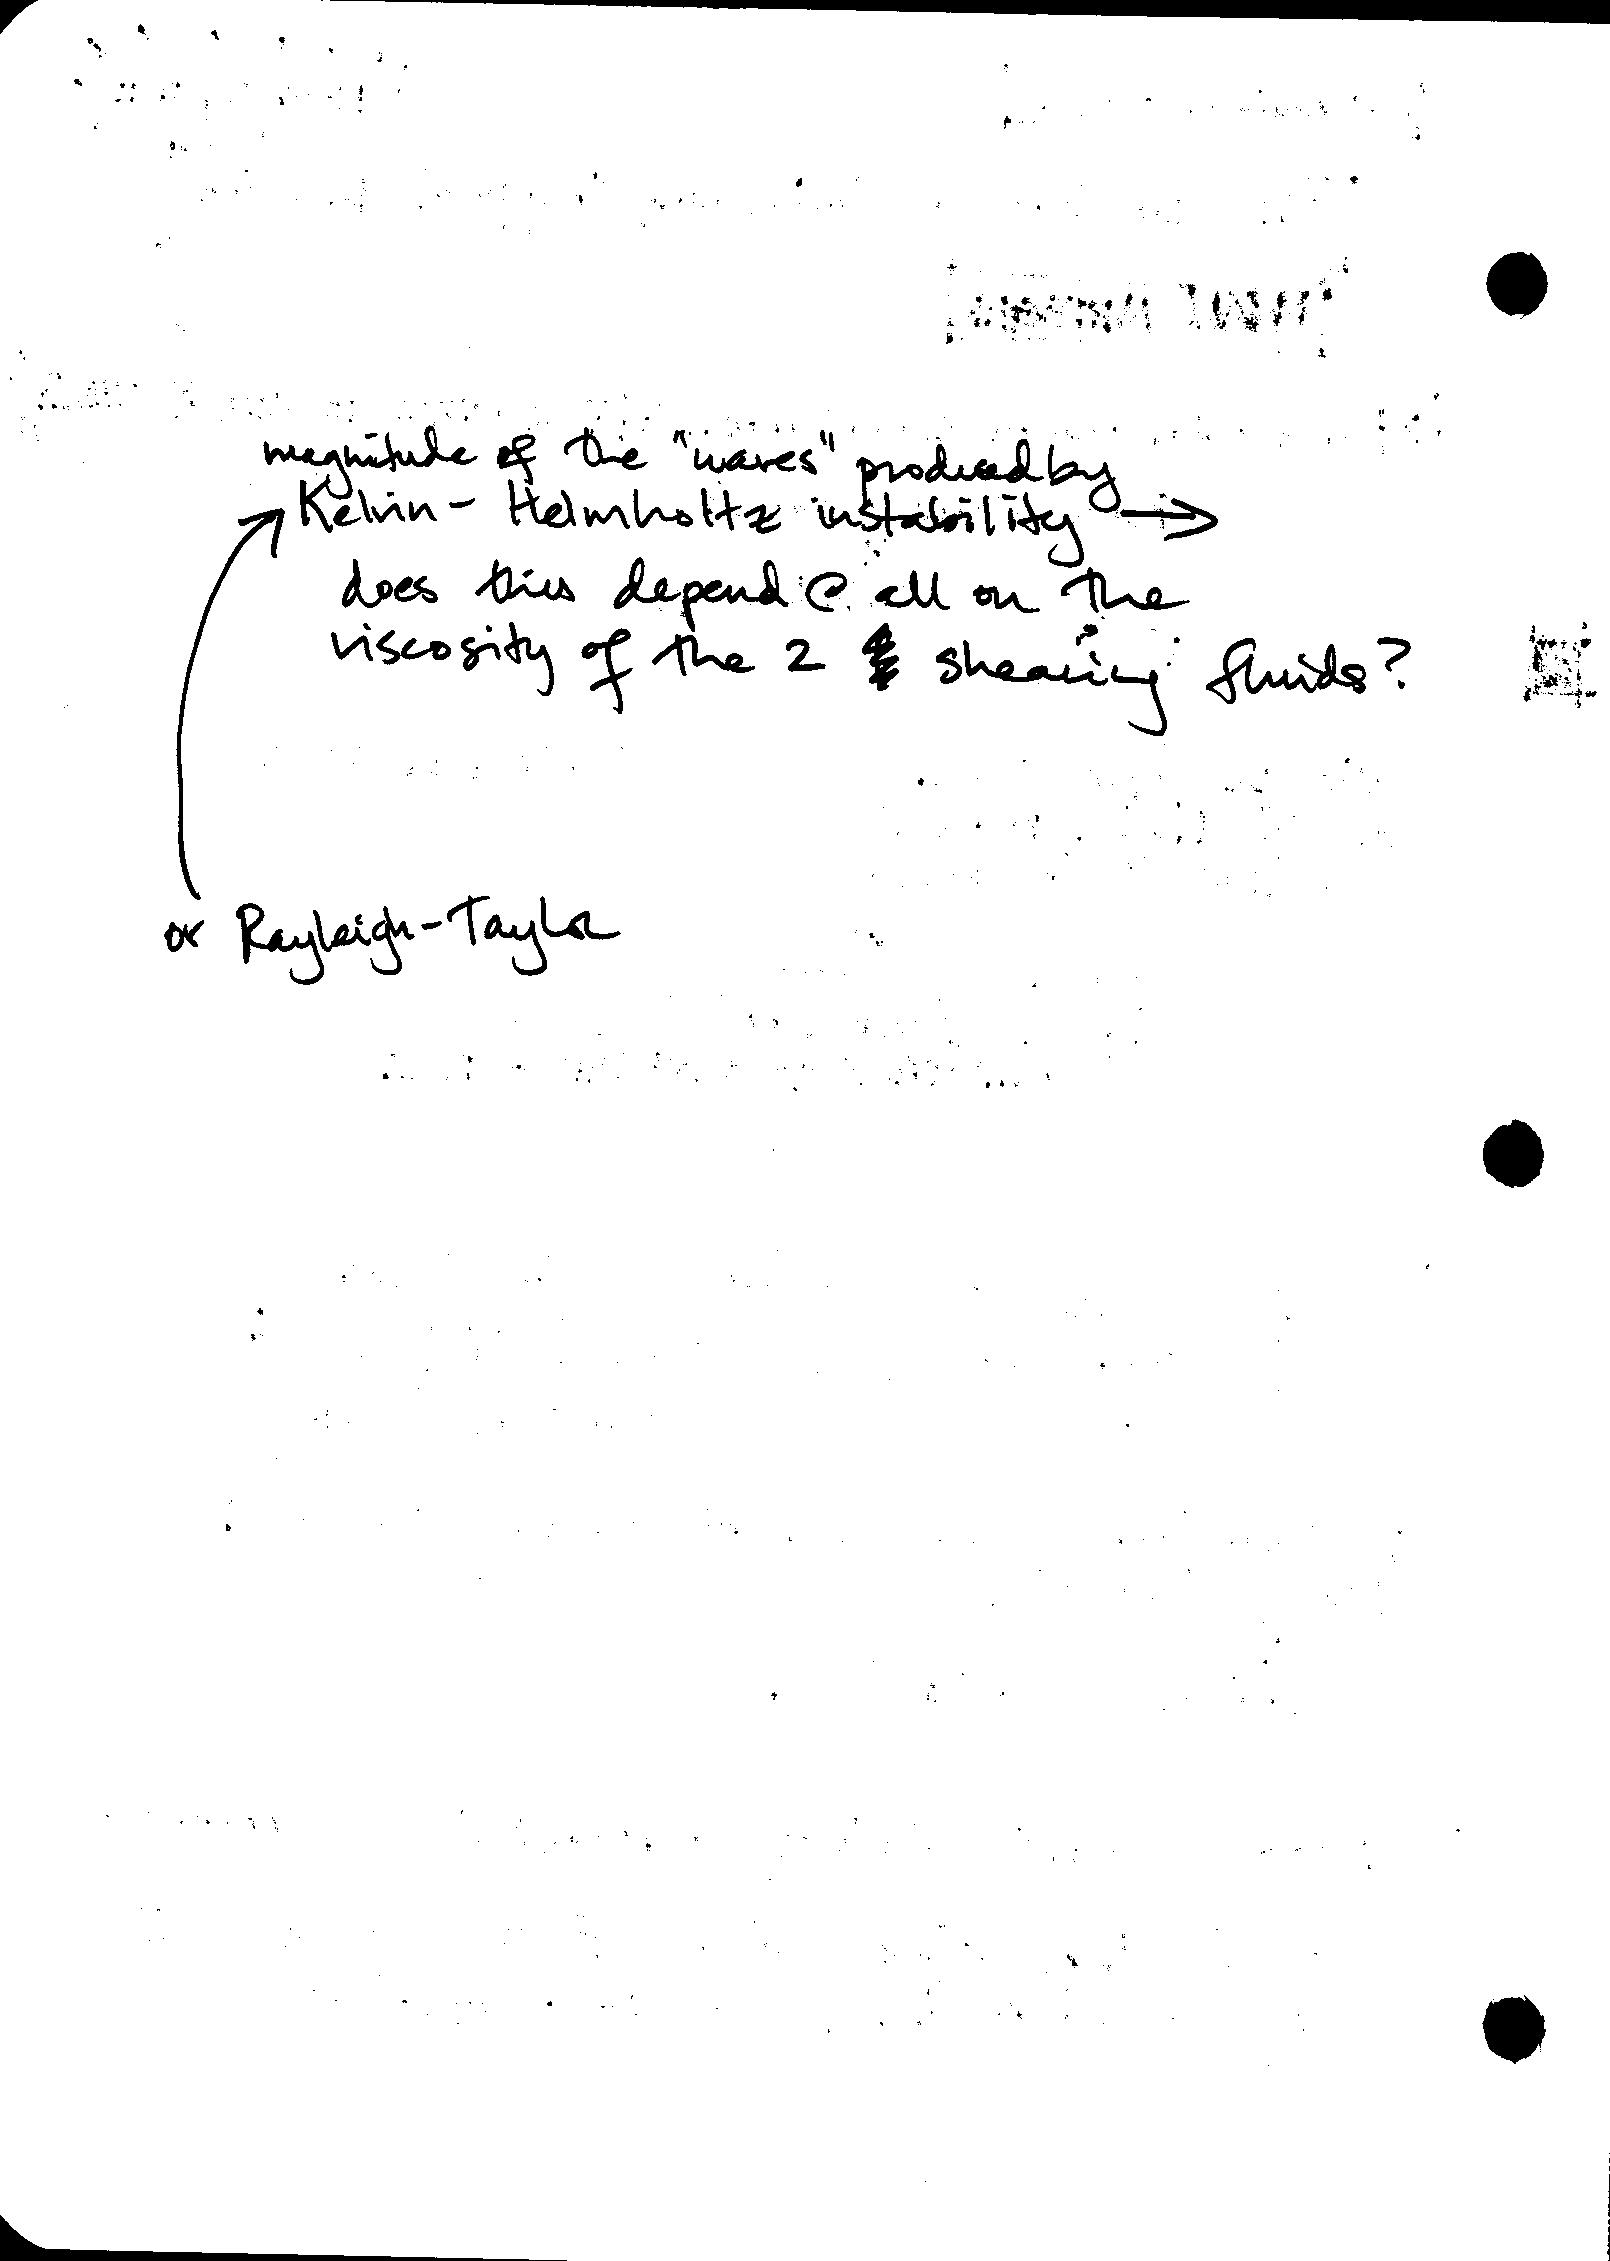 magnitude of the "waves" produced by
Kelvin-Helmholtz instability →
does this depend @ all on the
viscosity of the 2 shearing fluids?
or Rayleigh-Taylor